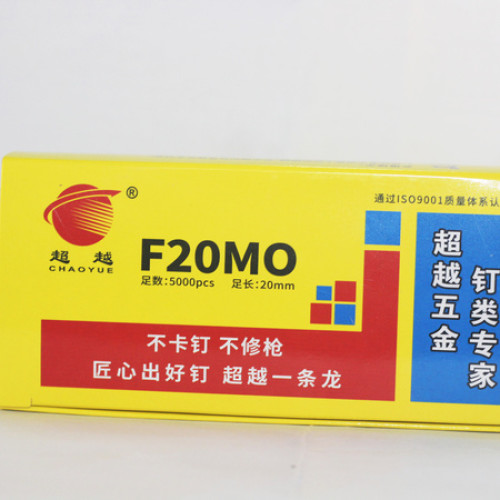 ®
超越
CHAOYUE
F20MO
足数:5000pcs 足长:20mm
不卡钉 不修枪
匠心出好钉 超越一条龙
通过ISO9001质量体系认
超越五金
钉类专家